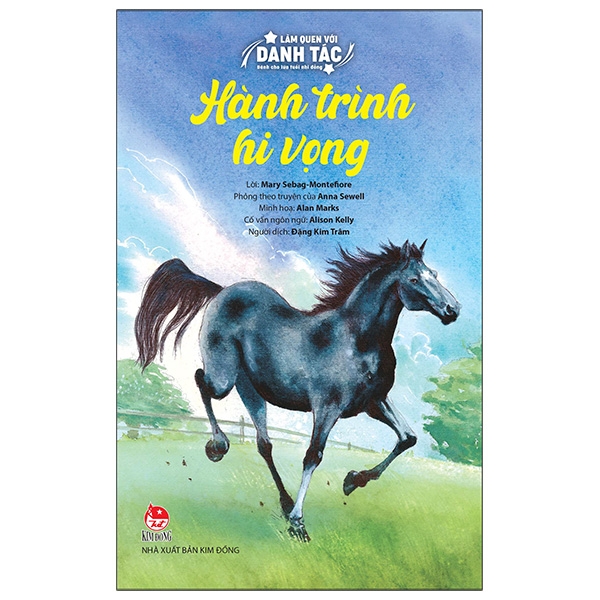 LÀM QUEN VỚI
DANH TÁC
Dành cho lứa tuổi nhi đồng
Hành trình
hi vọng
Lời: Mary Sebag-Montefiore
Phỏng theo truyện của Anna Sewell
Minh hoạ: Alan Marks
Cố vấn ngôn ngữ: Alison Kelly
Người dịch: Đặng Kim Trâm
KIM ĐỒNG
NHÀ XUẤT BẢN KIM ĐỒNG